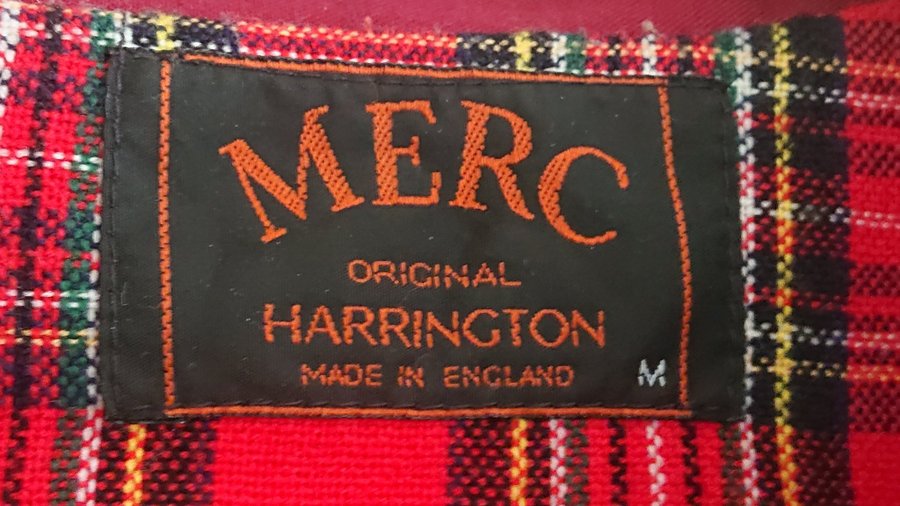 MERC
ORIGINAL
HARRINGTON
MADE IN ENGLAND M